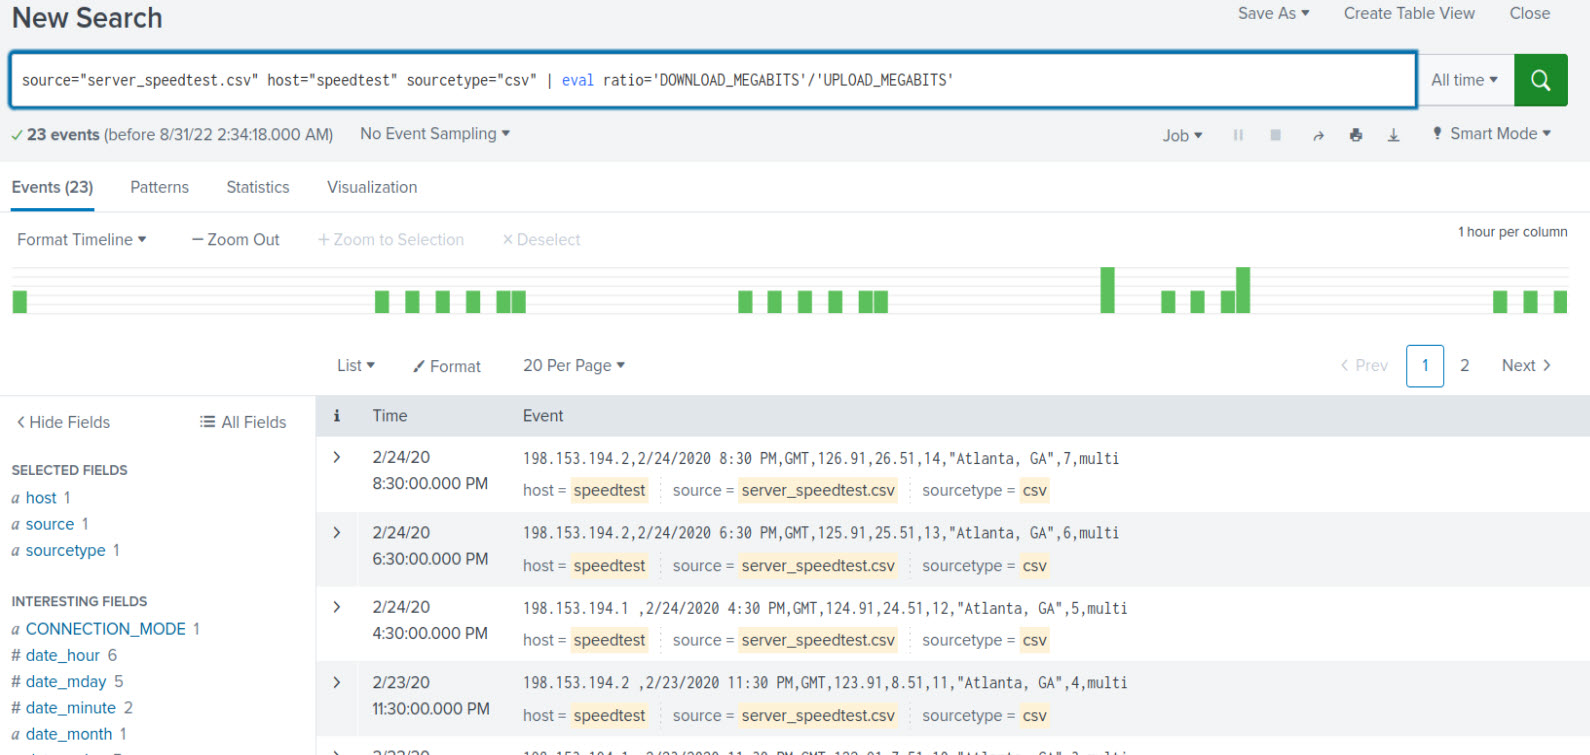 New Search
Save As Create Table View Close
source="server_speedtest.csv" host="speedtest" sourcetype="csv" | eval ratio='DOWNLOAD_MEGABITS'/'UPLOAD_MEGABITS'
All time
✓ 23 events (before 8/31/22 2:34:18.000 AM) No Event Sampling
Job Smart Mode
Events (23) Patterns Statistics Visualization
Format Timeline — Zoom Out + Zoom to Selection × Deselect
1 hour per column
List Format 20 Per Page
< Prev 1 2 Next >
< Hide Fields All Fields
i Time Event
SELECTED FIELDS
a host 1
a source 1
a sourcetype 1
INTERESTING FIELDS
a CONNECTION_MODE 1
# date_hour 6
# date_mday 5
# date_minute 2
a date_month 1
> 2/24/20 198.153.194.2,2/24/2020 8:30 PM,GMT,126.91,26.51,14,"Atlanta, GA",7,multi
8:30:00.000 PM host = speedtest source = server_speedtest.csv sourcetype = csv
> 2/24/20 198.153.194.2,2/24/2020 6:30 PM,GMT,125.91,25.51,13,"Atlanta, GA",6,multi
6:30:00.000 PM host = speedtest source = server_speedtest.csv sourcetype = csv
> 2/24/20 198.153.194.1 ,2/24/2020 4:30 PM,GMT,124.91,24.51,12,"Atlanta, GA",5,multi
4:30:00.000 PM host = speedtest source = server_speedtest.csv sourcetype = csv
> 2/23/20 198.153.194.2 ,2/23/2020 11:30 PM,GMT,123.91,8.51,11,"Atlanta, GA",4,multi
11:30:00.000 PM host = speedtest source = server_speedtest.csv sourcetype = csv